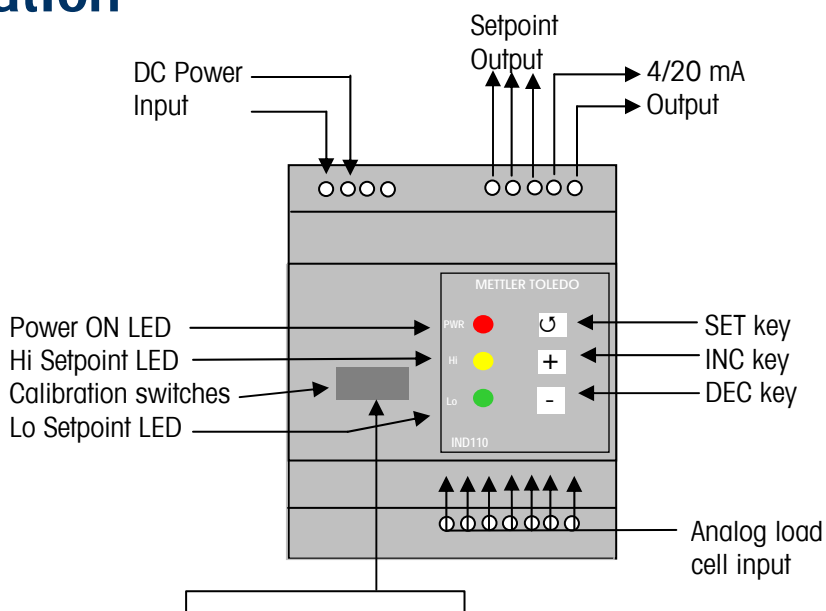 Setpoint
Output
DC Power
Input
4/20 mA
Output
METTLER TOLEDO
PWR
Hi
+
Lo
-
IND110
Power ON LED
Hi Setpoint LED
Calibration switches
Lo Setpoint LED
SET key
INC key
DEC key
Analog load
cell input